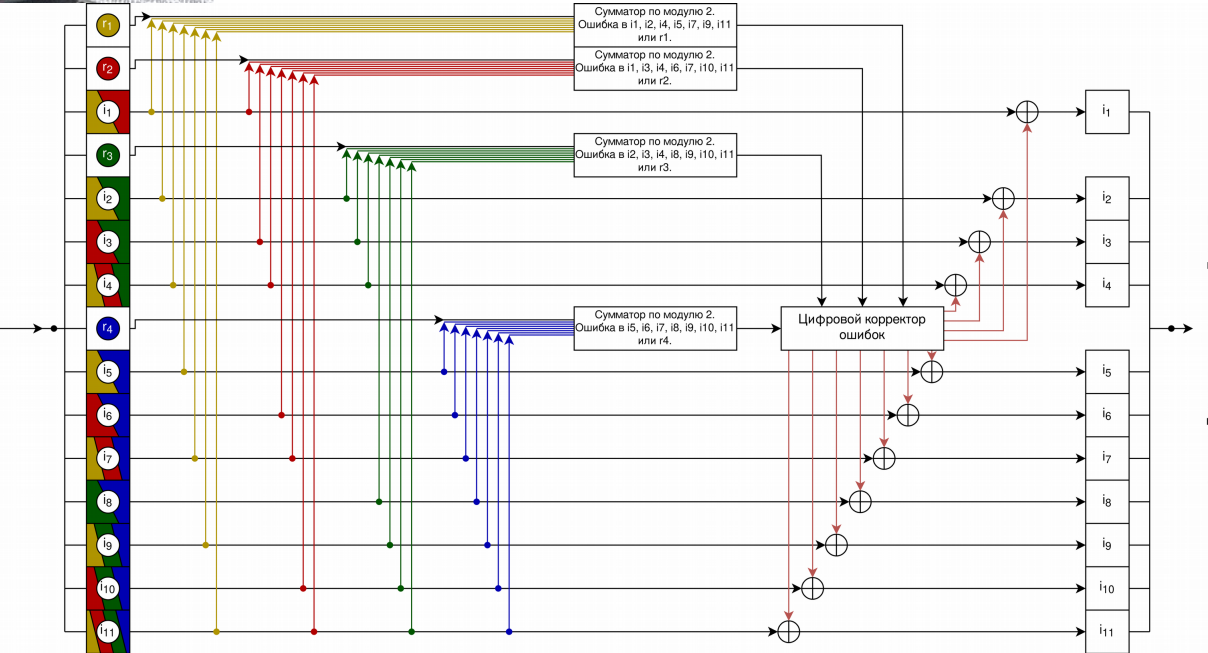 r1
Сумматор по модулю 2.
Ошибка в i1, i2, i4, i5, i7, i9, i11
или r1.
r2
Сумматор по модулю 2.
Ошибка в i1, i3, i4, i6, i7, i10, i11
или r2.
i1
i1
r3
Сумматор по модулю 2.
Ошибка в i2, i3, i4, i8, i9, i10, i11
или r3.
i2
i2
i3
i3
i4
i4
r4
Сумматор по модулю 2.
Ошибка в i5, i6, i7, i8, i9, i10, i11
или r4.
Цифровой корректор
ошибок
i5
i5
i6
i6
i7
i7
i8
i8
i9
i9
i10
i10
i11
i11